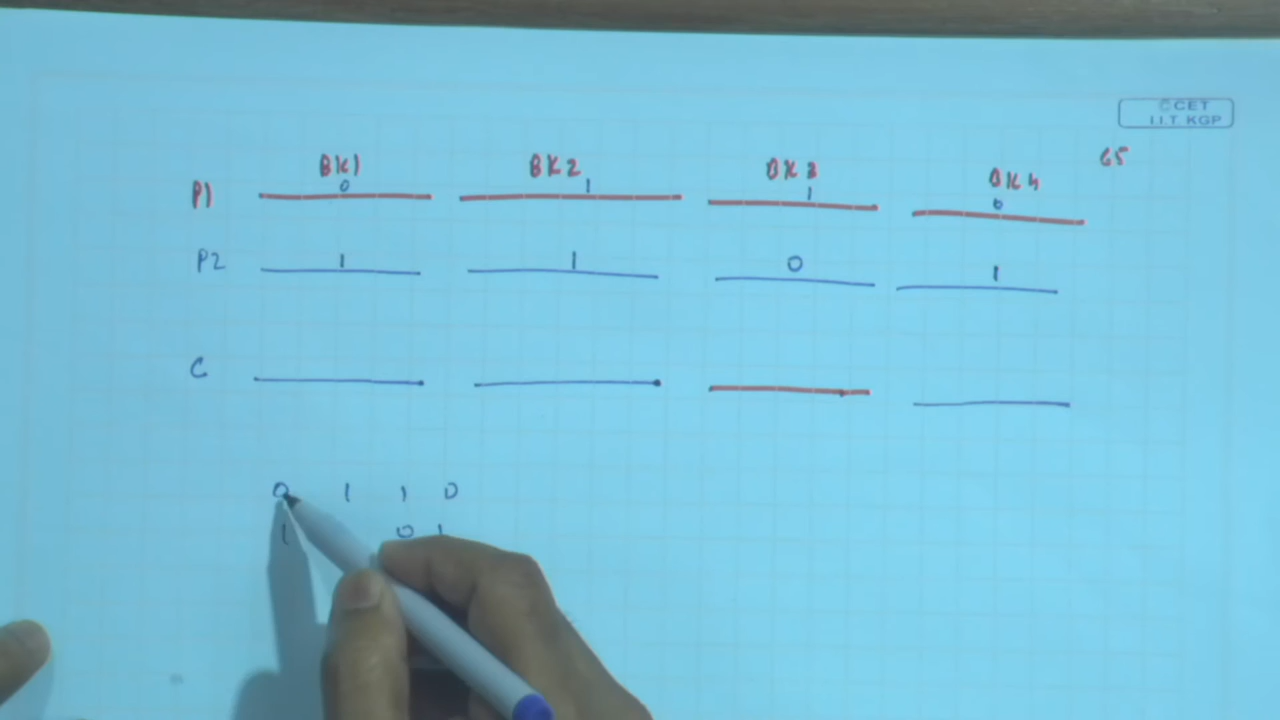 © CET
I.I.T. KGP
65
BK1 BK2 BK3 BK4
P1 0 1 1 0
P2 1 1 0 1
C
0 1 1 0
1 0 1